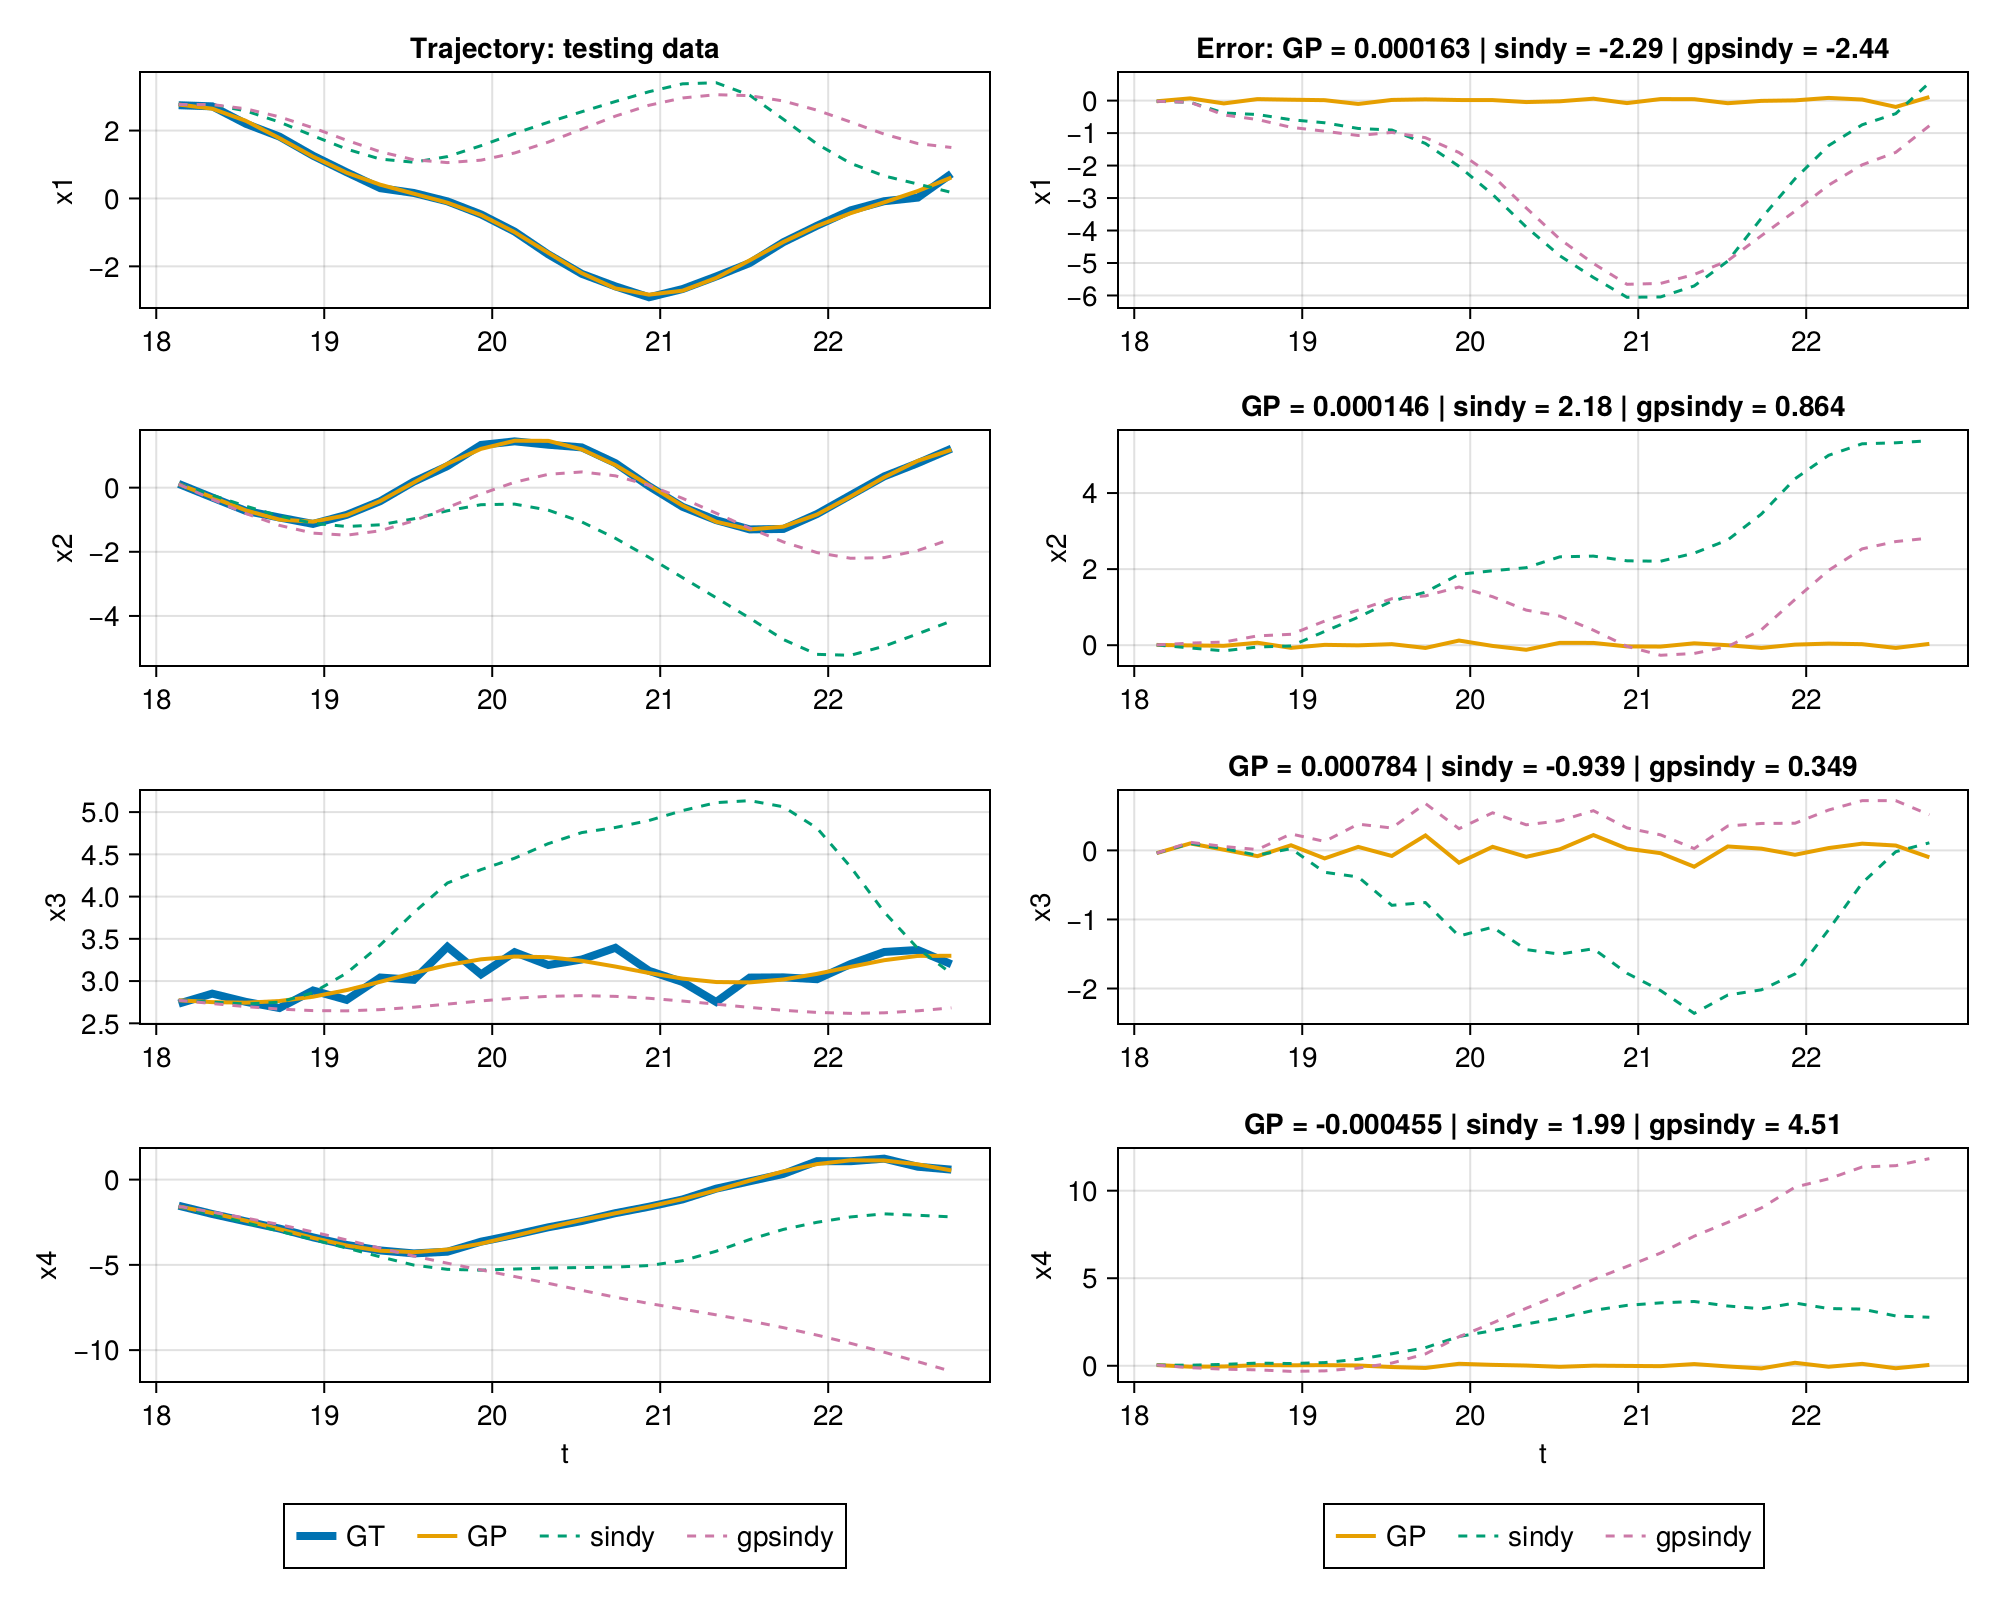 Trajectory: testing data
x1
2
0
−2
18 19 20 21 22
Error: GP = 0.000163 | sindy = -2.29 | gpsindy = -2.44
x1
0
−1
−2
−3
−4
−5
−6
18 19 20 21 22
x2
0
−2
−4
18 19 20 21 22
GP = 0.000146 | sindy = 2.18 | gpsindy = 0.864
x2
4
2
0
18 19 20 21 22
x3
5.0
4.5
4.0
3.5
3.0
2.5
18 19 20 21 22
GP = 0.000784 | sindy = -0.939 | gpsindy = 0.349
x3
0
−1
−2
18 19 20 21 22
x4
0
−5
−10
18 19 20 21 22
t
GP = -0.000455 | sindy = 1.99 | gpsindy = 4.51
x4
10
5
0
18 19 20 21 22
t
GT GP sindy gpsindy
GP sindy gpsindy